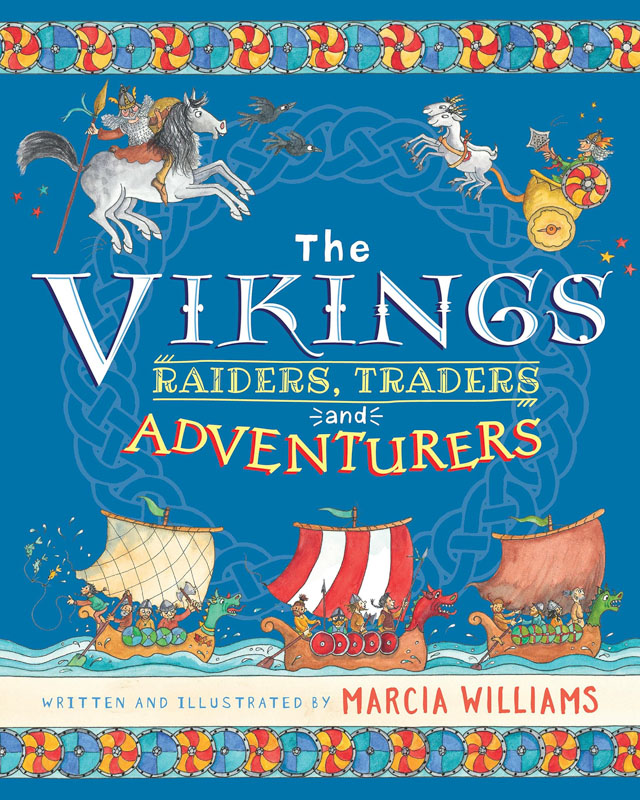 The
VIKINGS
RAIDERS, TRADERS
and
ADVENTURERS
WRITTEN AND ILLUSTRATED BY MARCIA WILLIAMS